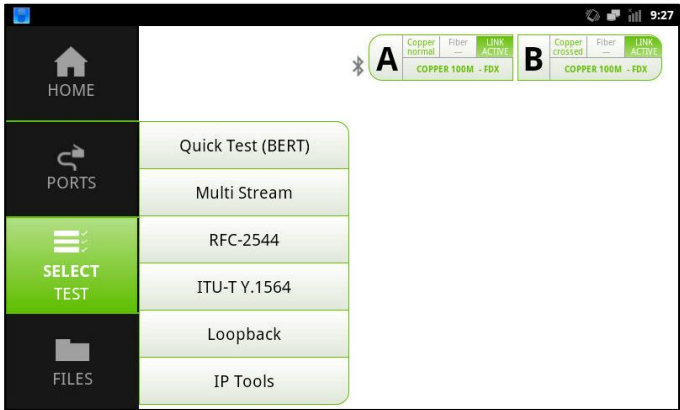 9:27
HOME
PORTS
SELECT
TEST
FILES
A
Copper
normal
Fiber
---
LINK
ACTIVE
COPPER 100M - FDX
B
Copper
crossed
Fiber
---
LINK
ACTIVE
COPPER 100M - FDX
Quick Test (BERT)
Multi Stream
RFC-2544
ITU-T Y.1564
Loopback
IP Tools